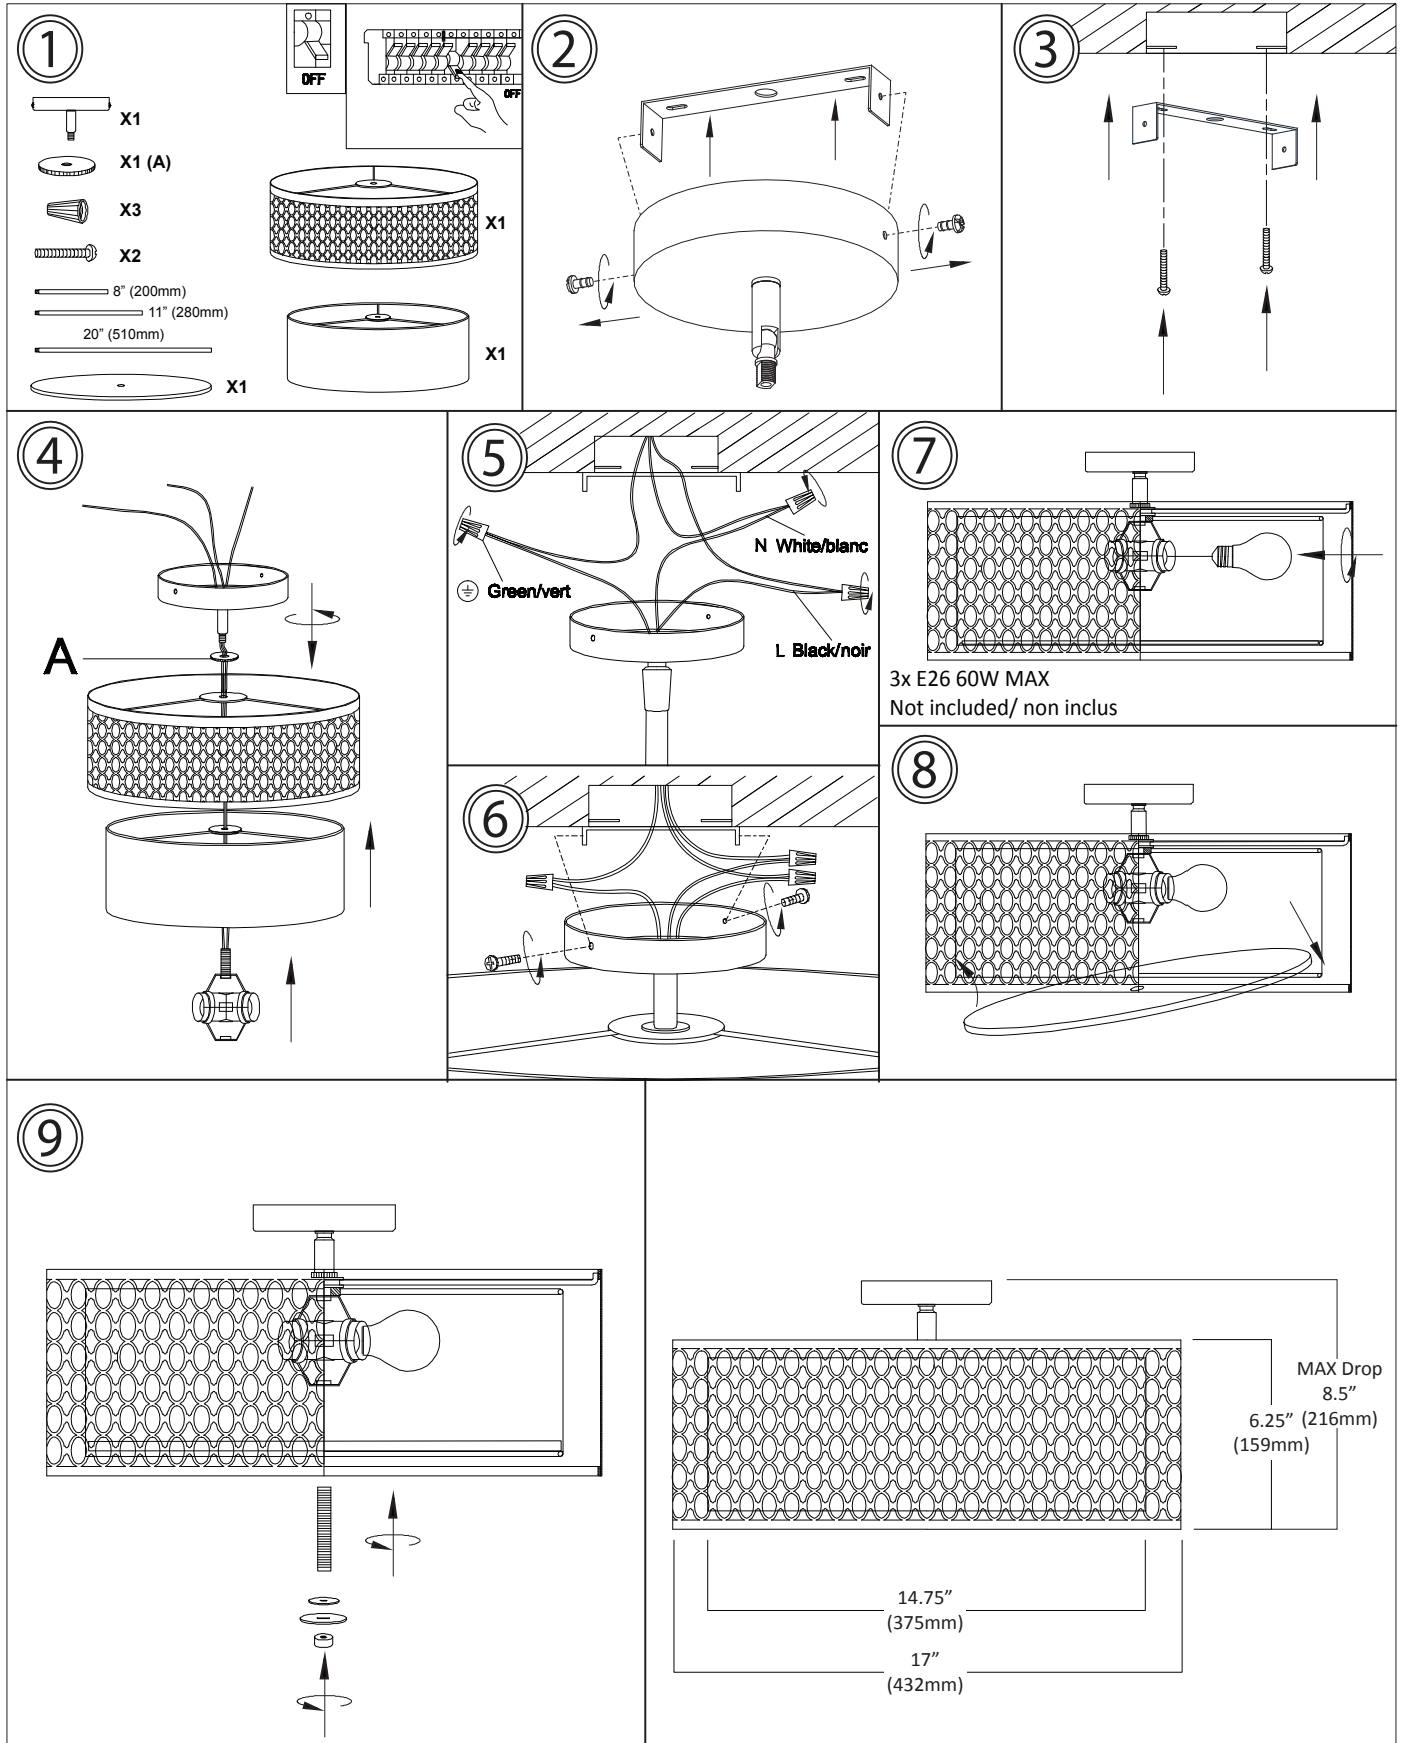 1
OFF
OFF
X1
X1 (A)
X3
X2
8” (200mm)
11” (280mm)
20” (510mm)
X1
X1
X1
2
3
4
A
5
N White/blanc
Green/vert
L Black/noir
6
7
3x E26 60W MAX
Not included/ non inclus
8
9
MAX Drop
8.5”
(216mm)
6.25”
(159mm)
14.75”
(375mm)
17”
(432mm)